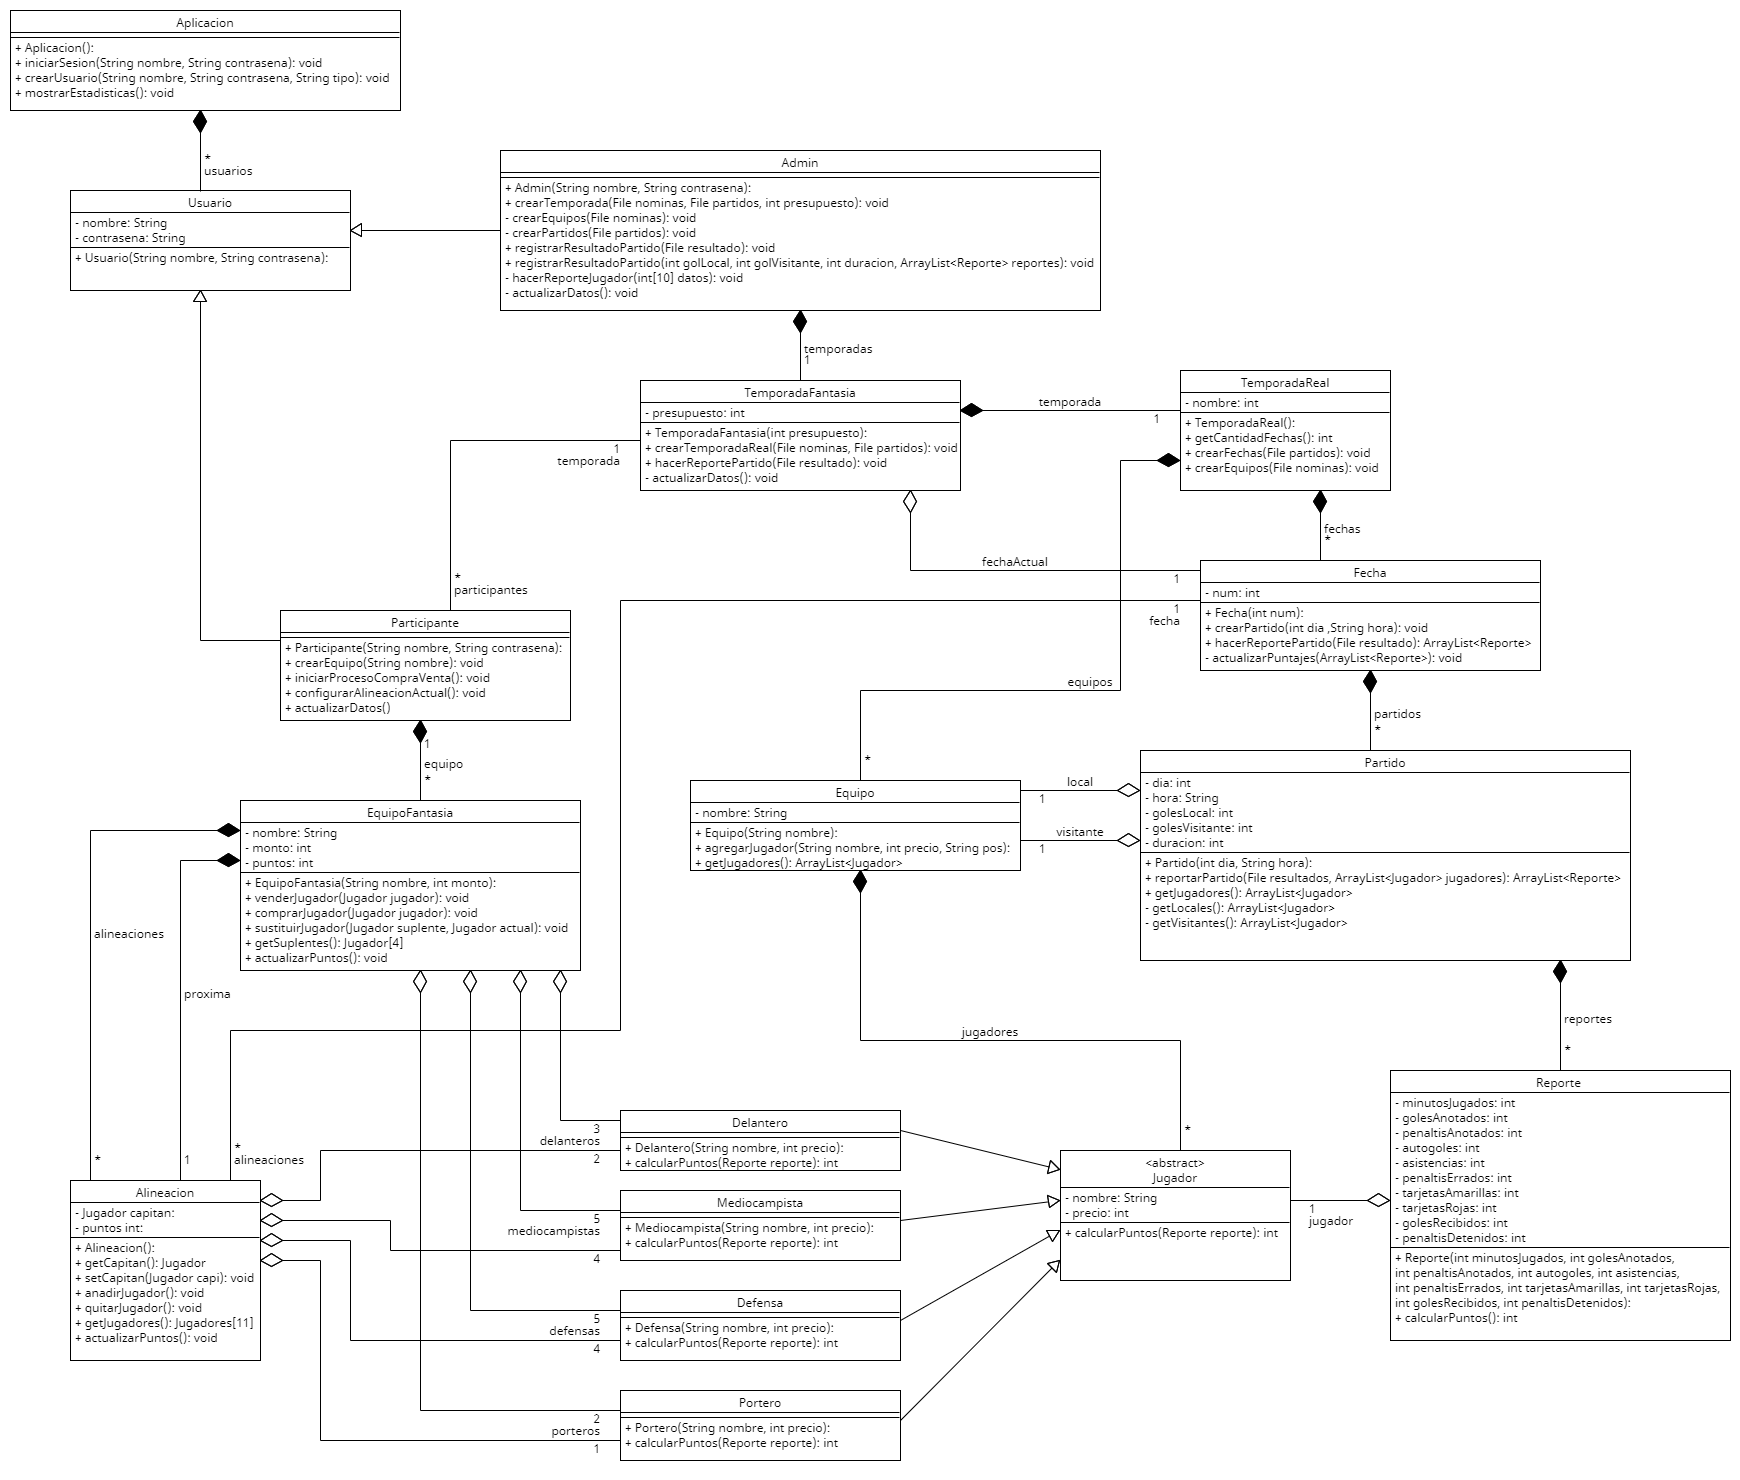 Aplicacion
+ Aplicacion():
+ iniciarSesion(String nombre, String contrasena): void
+ crearUsuario(String nombre, String contrasena, String tipo): void
+ mostrarEstadisticas(): void
*
usuarios
Usuario
- nombre: String
- contrasena: String
+ Usuario(String nombre, String contrasena):
Admin
+ Admin(String nombre, String contrasena):
+ crearTemporada(File nominas, File partidos, int presupuesto): void
- crearEquipos(File nominas): void
- crearPartidos(File partidos): void
+ registrarResultadoPartido(File resultado): void
+ registrarResultadoPartido(int golLocal, int golVisitante, int duracion, ArrayList<Reporte> reportes): void
- hacerReporteJugador(int[10] datos): void
- actualizarDatos(): void
temporadas
1
TemporadaFantasia
- presupuesto: int
+ TemporadaFantasia(int presupuesto):
+ crearTemporadaReal(File nominas, File partidos): void
+ hacerReportePartido(File resultado): void
- actualizarDatos(): void
temporada
1
TemporadaReal
- nombre: int
+ TemporadaReal():
+ getCantidadFechas(): int
+ crearFechas(File partidos): void
+ crearEquipos(File nominas): void
1
temporada
fechas
*
fechaActual
1
Fecha
- num: int
+ Fecha(int num):
+ crearPartido(int dia ,String hora): void
+ hacerReportePartido(File resultado): ArrayList<Reporte>
- actualizarPuntajes(ArrayList<Reporte>): void
1
fecha
*
participantes
Participante
+ Participante(String nombre, String contrasena):
+ crearEquipo(String nombre): void
+ iniciarProcesoCompraVenta(): void
+ configurarAlineacionActual(): void
+ actualizarDatos()
equipos
*
partidos
*
1
equipo
*
EquipoFantasia
- nombre: String
- monto: int
- puntos: int
+ EquipoFantasia(String nombre, int monto):
+ venderJugador(Jugador jugador): void
+ comprarJugador(Jugador jugador): void
+ sustituirJugador(Jugador suplente, Jugador actual): void
+ getSuplentes(): Jugador[4]
+ actualizarPuntos(): void
Equipo
- nombre: String
+ Equipo(String nombre):
+ agregarJugador(String nombre, int precio, String pos):
+ getJugadores(): ArrayList<Jugador>
local
1
visitante
1
Partido
- dia: int
- hora: String
- golesLocal: int
- golesVisitante: int
- duracion: int
+ Partido(int dia, String hora):
+ reportarPartido(File resultados, ArrayList<Jugador> jugadores): ArrayList<Reporte>
+ getJugadores(): ArrayList<Jugador>
- getLocales(): ArrayList<Jugador>
- getVisitantes(): ArrayList<Jugador>
alineaciones
*
proxima
1
*
alineaciones
jugadores
*
reportes
*
Alineacion
- Jugador capitan:
- puntos int:
+ Alineacion():
+ getCapitan(): Jugador
+ setCapitan(Jugador capi): void
+ anadirJugador(): void
+ quitarJugador(): void
+ getJugadores(): Jugadores[11]
+ actualizarPuntos(): void
3
delanteros
2
Delantero
+ Delantero(String nombre, int precio):
+ calcularPuntos(Reporte reporte): int
5
mediocampistas
4
Mediocampista
+ Mediocampista(String nombre, int precio):
+ calcularPuntos(Reporte reporte): int
5
defensas
4
Defensa
+ Defensa(String nombre, int precio):
+ calcularPuntos(Reporte reporte): int
2
porteros
1
Portero
+ Portero(String nombre, int precio):
+ calcularPuntos(Reporte reporte): int
<abstract>
Jugador
- nombre: String
- precio: int
+ calcularPuntos(Reporte reporte): int
1
jugador
Reporte
- minutosJugados: int
- golesAnotados: int
- penaltisAnotados: int
- autogoles: int
- asistencias: int
- penaltisErrados: int
- tarjetasAmarillas: int
- tarjetasRojas: int
- golesRecibidos: int
- penaltisDetenidos: int
+ Reporte(int minutosJugados, int golesAnotados,
int penaltisAnotados, int autogoles, int asistencias,
int penaltisErrados, int tarjetasAmarillas, int tarjetasRojas,
int golesRecibidos, int penaltisDetenidos):
+ calcularPuntos(): int